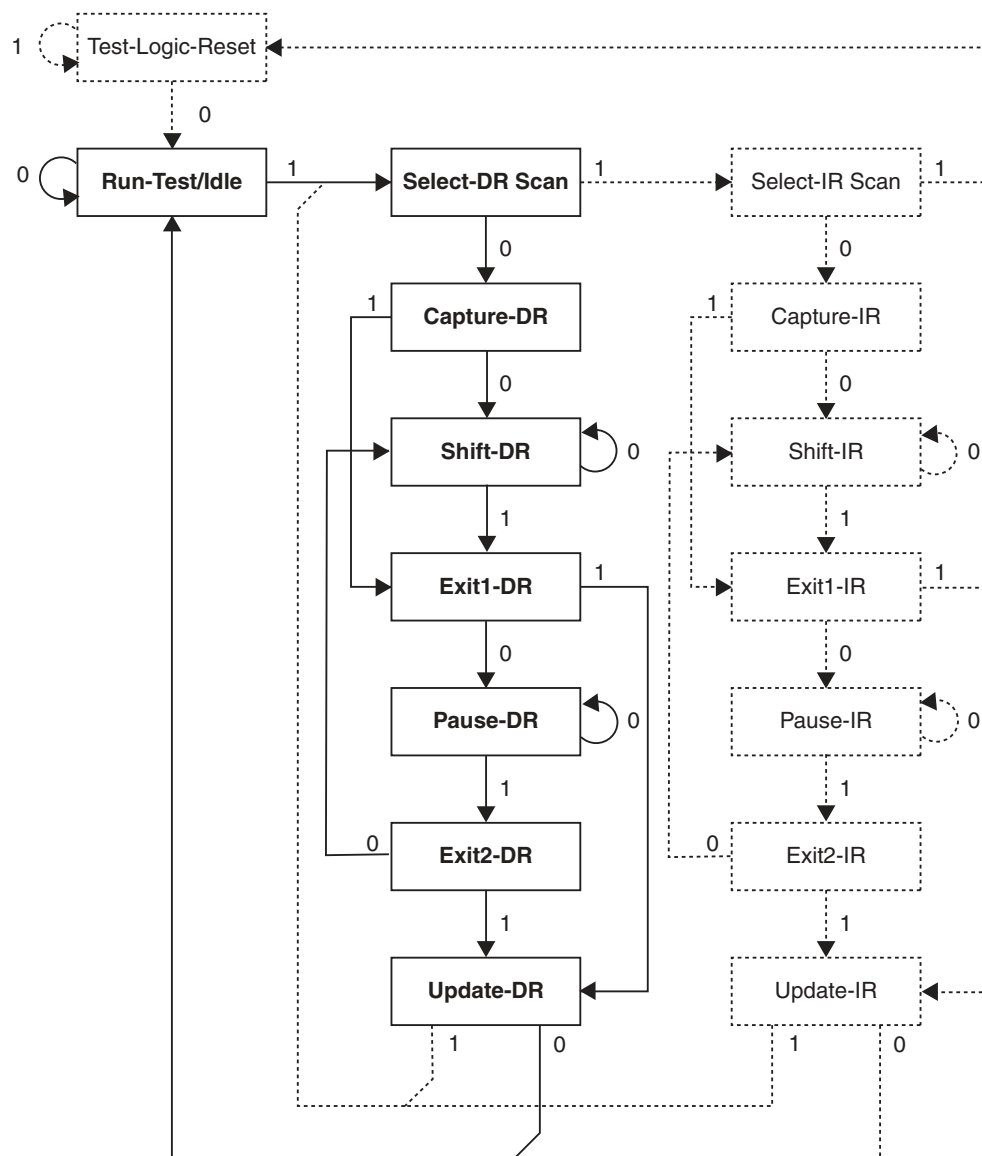 1 Test-Logic-Reset
0
0 Run-Test/Idle 1 Select-DR Scan 1 Select-IR Scan 1
0 0
1 Capture-DR 1 Capture-IR
0 0
Shift-DR 0 Shift-IR 0
1 1
Exit1-DR 1 Exit1-IR 1
0 0
Pause-DR 0 Pause-IR 0
1 1
0 Exit2-DR 0 Exit2-IR
1 1
Update-DR Update-IR
1 0 1 0